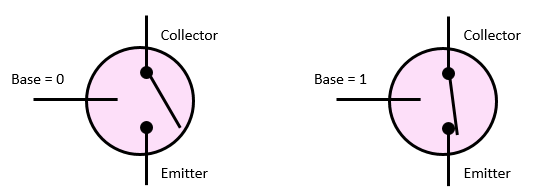 Collector
Base = 0
Emitter
Collector
Base = 1
Emitter